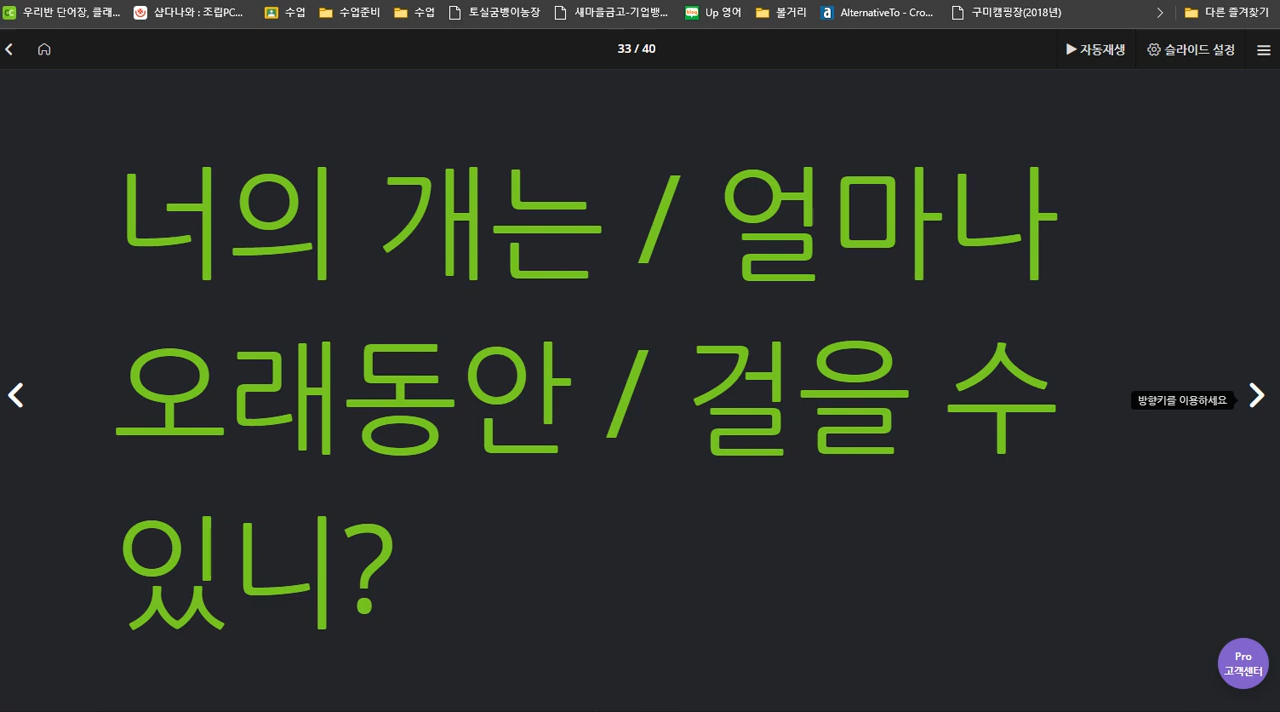 우리반 단어장, 클래... 샵다나와 : 조립PC... 수업 수업준비 수업 토실굼벵이농장 새마을금고-기업뱅... Up 영어 볼거리 AlternativeTo - Cro... 구미캠핑장(2018년) 다른 즐겨찾기
33 / 40 자동재생 슬라이드 설정
너의 개는 / 얼마나
오래동안 / 걸을 수
있니?
방향키를 이용하세요
Pro
고객센터